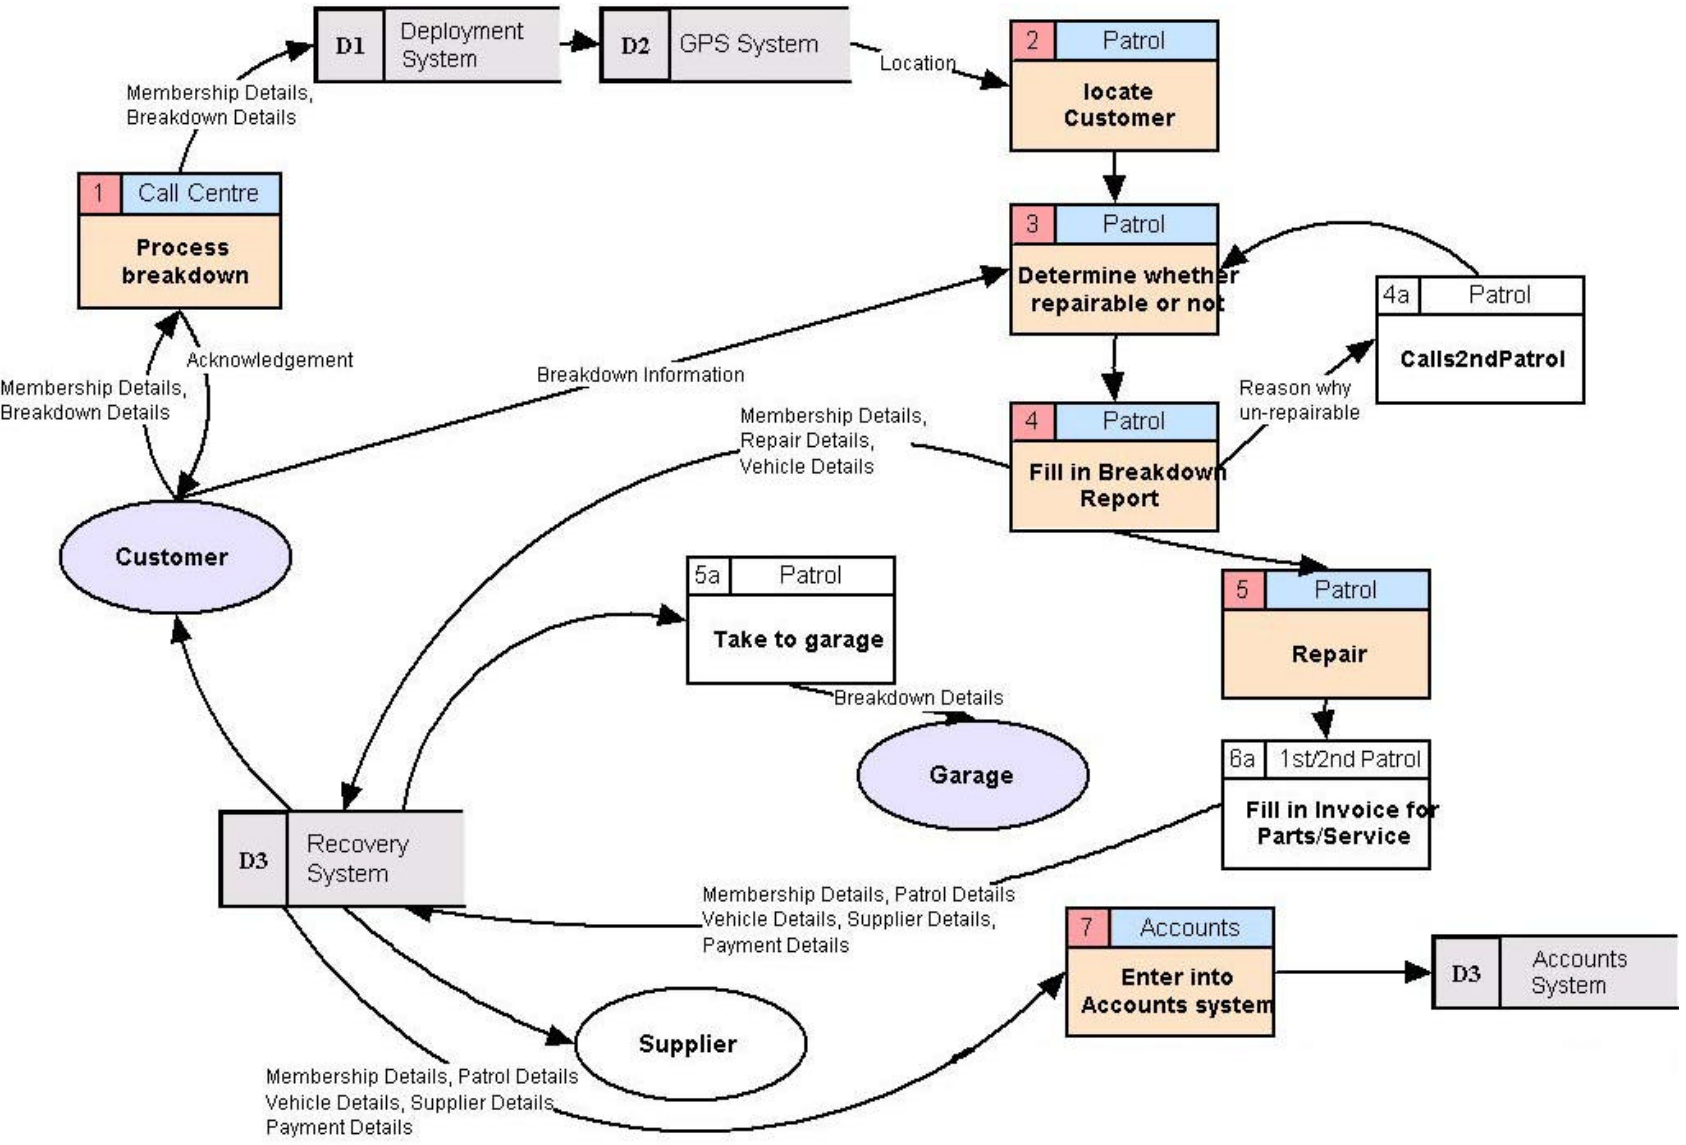 D1
Deployment
System
D2
GPS System
Location
2
Patrol
locate
Customer
Membership Details,
Breakdown Details
1
Call Centre
Process
breakdown
3
Patrol
Determine whether
repairable or not
4a
Patrol
Calls2ndPatrol
Acknowledgement
Membership Details,
Breakdown Details
Breakdown Information
Reason why
un-repairable
Membership Details,
Repair Details,
Vehicle Details
4
Patrol
Fill in Breakdown
Report
Customer
5a
Patrol
Take to garage
5
Patrol
Repair
Breakdown Details
Garage
6a
1st/2nd Patrol
Fill in Invoice for
Parts/Service
D3
Recovery
System
Membership Details, Patrol Details
Vehicle Details, Supplier Details,
Payment Details
7
Accounts
Enter into
Accounts system
D3
Accounts
System
Supplier
Membership Details, Patrol Details
Vehicle Details, Supplier Details,
Payment Details